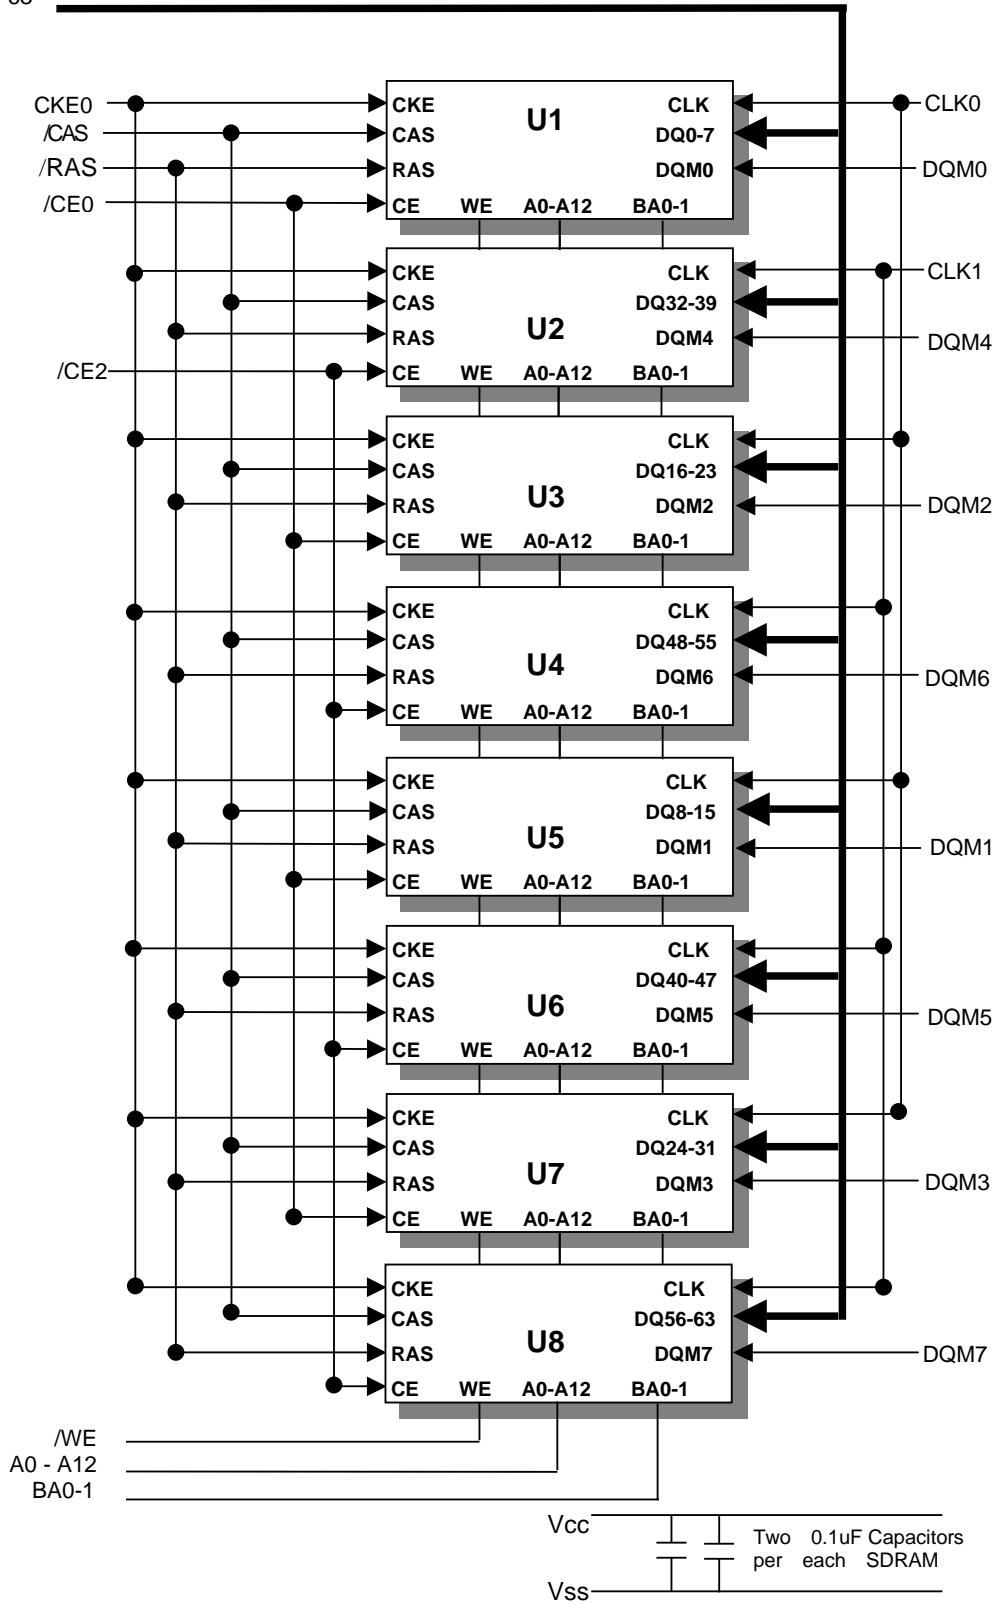 CKE0 CKE U1 CLK CLK0
/CAS CAS DQ0-7
/RAS RAS DQM0 DQM0
/CE0 CE WE A0-A12 BA0-1
CKE CLK CLK1
CAS U2 DQ32-39
RAS DQM4 DQM4
/CE2 CE WE A0-A12 BA0-1
CKE CLK
CAS U3 DQ16-23
RAS DQM2 DQM2
CE WE A0-A12 BA0-1
CKE CLK
CAS U4 DQ48-55
RAS DQM6 DQM6
CE WE A0-A12 BA0-1
CKE CLK
CAS U5 DQ8-15
RAS DQM1 DQM1
CE WE A0-A12 BA0-1
CKE CLK
CAS U6 DQ40-47
RAS DQM5 DQM5
CE WE A0-A12 BA0-1
CKE CLK
CAS U7 DQ24-31
RAS DQM3 DQM3
CE WE A0-A12 BA0-1
CKE CLK
CAS U8 DQ56-63
RAS DQM7 DQM7
CE WE A0-A12 BA0-1
/WE
A0 - A12
BA0-1
Vcc
Two 0.1uF Capacitors
per each SDRAM
Vss